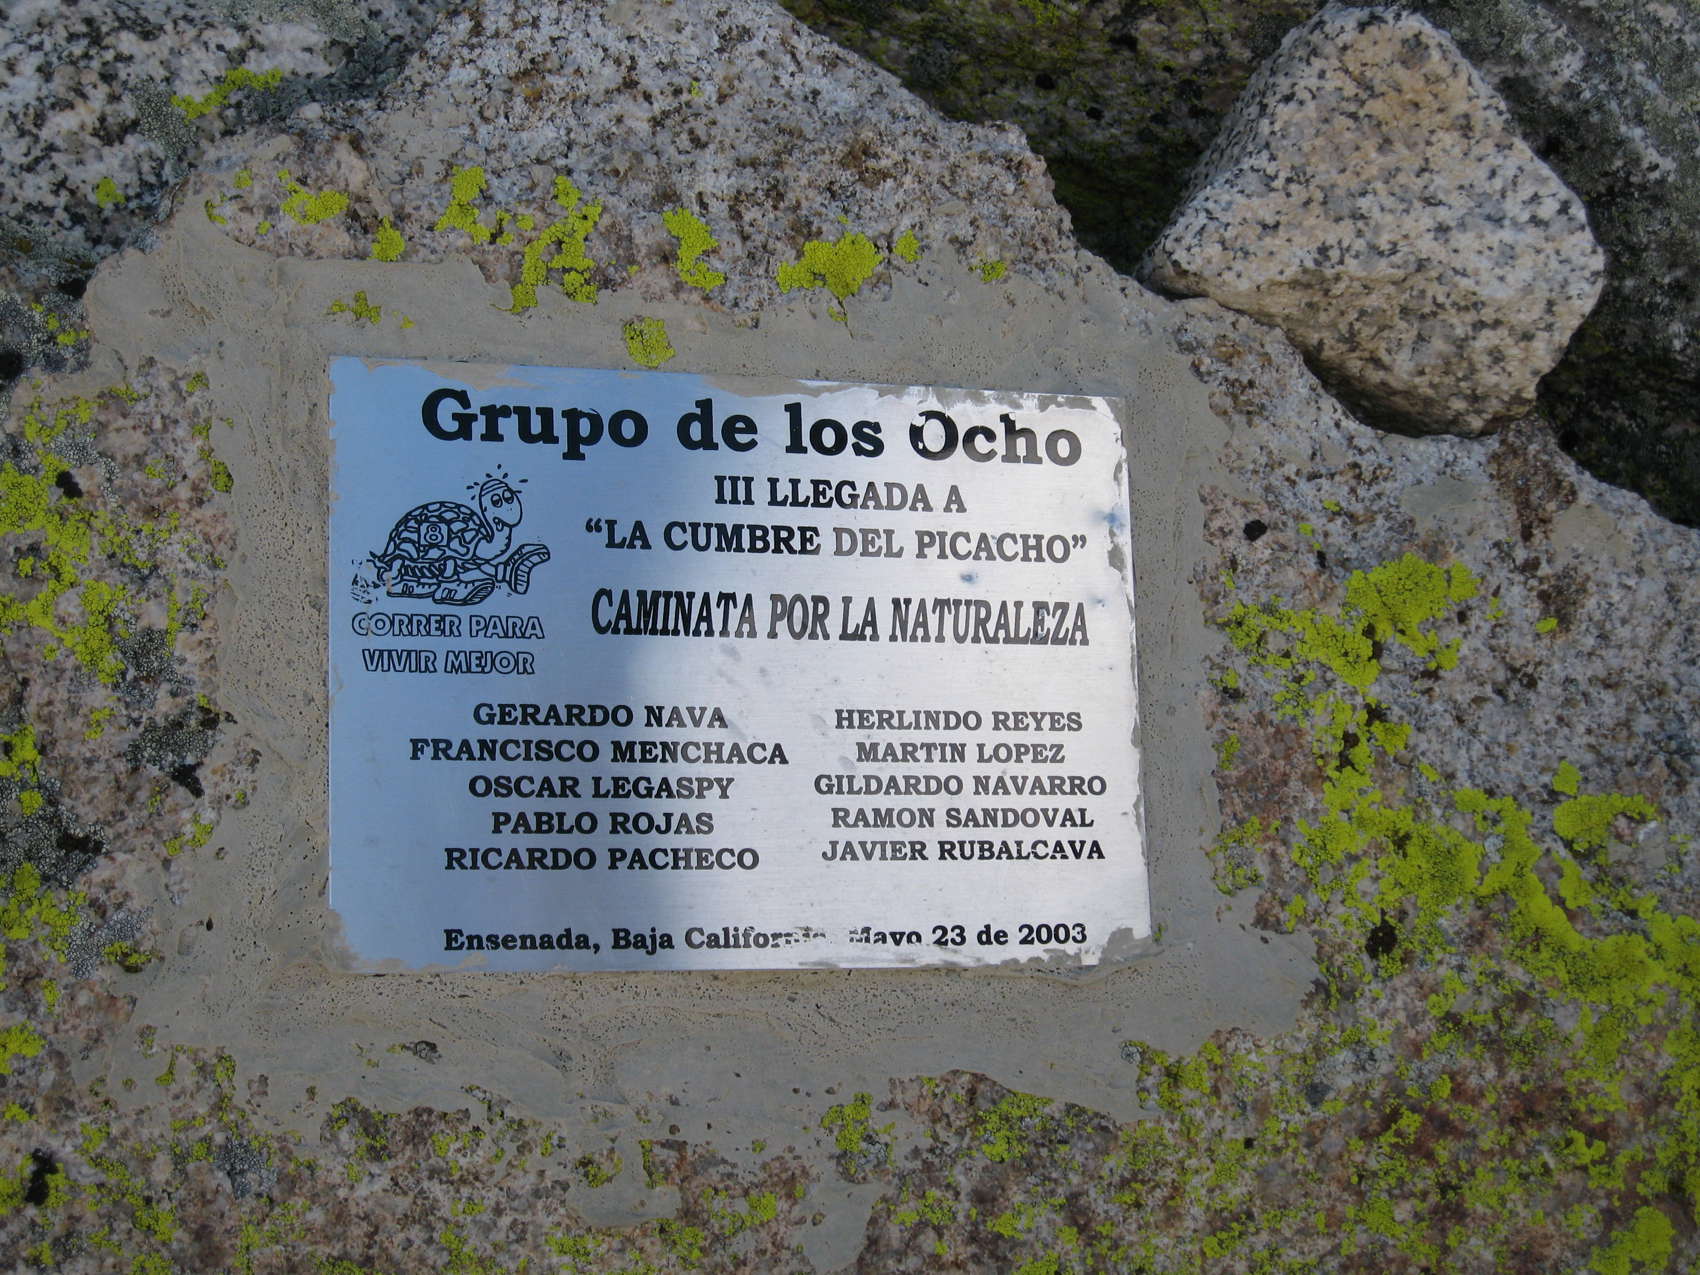 Grupo de los Ocho
III LLEGADA A
“LA CUMBRE DEL PICACHO”
CAMINATA POR LA NATURALEZA
8
CORRER PARA
VIVIR MEJOR
GERARDO NAVA
FRANCISCO MENCHACA
OSCAR LEGASPY
PABLO ROJAS
RICARDO PACHECO
HERLINDO REYES
MARTIN LOPEZ
GILDARDO NAVARRO
RAMON SANDOVAL
JAVIER RUBALCAVA
Ensenada, Baja California, Mayo 23 de 2003